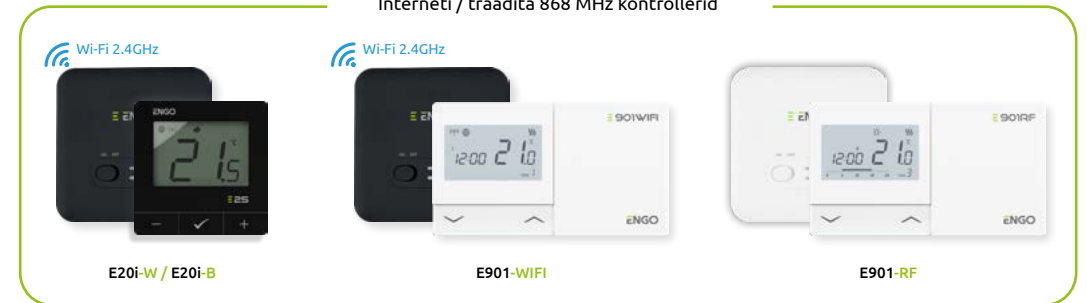 Interneti / traadita 868 MHz kontrollerid
Wi-Fi 2.4GHz
ENGO
21.5
°C
E25
E20i-W / E20i-B
Wi-Fi 2.4GHz
E901WIFI
12:00 21.0
°C
ENGO
E901-WIFI
E901RF
12:00 21.0
°C
ENGO
E901-RF